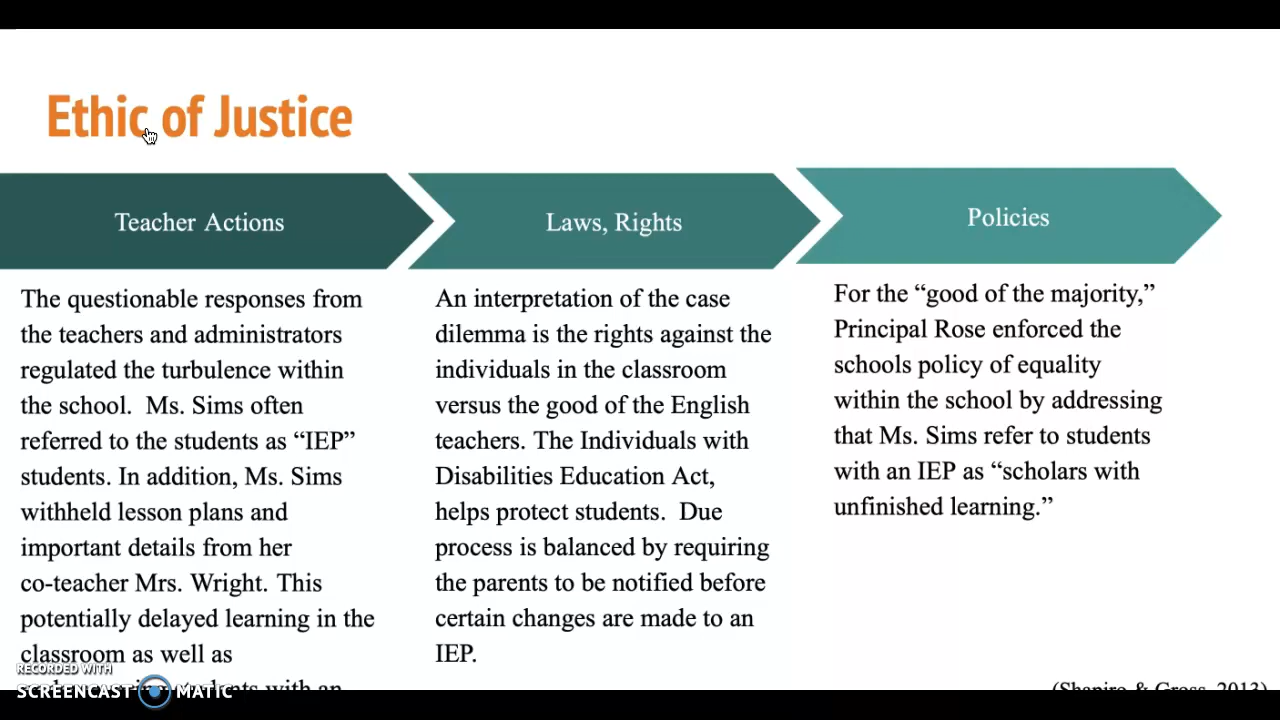 Ethic of Justice
Teacher Actions
Laws, Rights
Policies
The questionable responses from
the teachers and administrators
regulated the turbulence within
the school. Ms. Sims often
referred to the students as “IEP”
students. In addition, Ms. Sims
withheld lesson plans and
important details from her
co-teacher Mrs. Wright. This
potentially delayed learning in the
classroom as well as
An interpretation of the case
dilemma is the rights against the
individuals in the classroom
versus the good of the English
teachers. The Individuals with
Disabilities Education Act,
helps protect students. Due
process is balanced by requiring
the parents to be notified before
certain changes are made to an
IEP.
For the “good of the majority,”
Principal Rose enforced the
schools policy of equality
within the school by addressing
that Ms. Sims refer to students
with an IEP as “scholars with
unfinished learning.”
(Shapiro & Gross, 2013)
RECORDED WITH
SCREENCAST MATIC